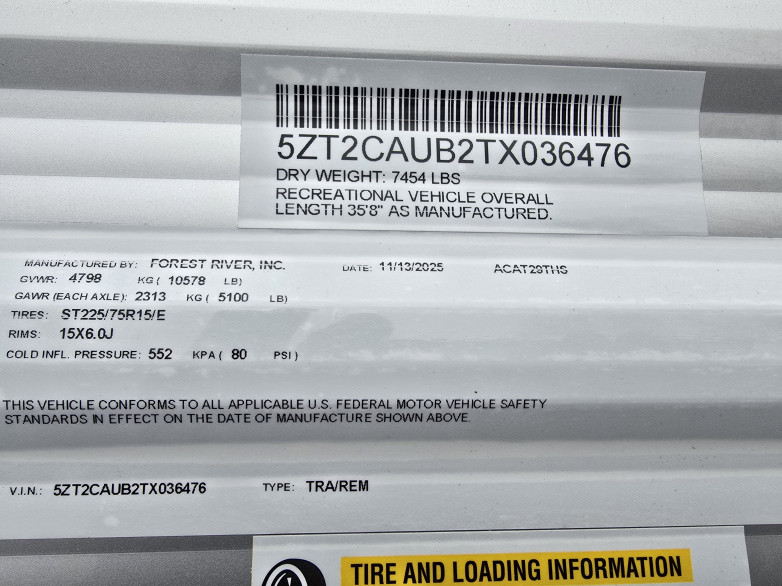 5ZT2CAUB2TX036476
DRY WEIGHT: 7454 LBS
RECREATIONAL VEHICLE OVERALL
LENGTH 35'8" AS MANUFACTURED.
MANUFACTURED BY: FOREST RIVER, INC. DATE: 11/13/2025 ACAT29THS
GVWR: 4798 KG ( 10578 LB)
GAWR (EACH AXLE): 2313 KG ( 5100 LB)
TIRES: ST225/75R15/E
RIMS: 15X6.0J
COLD INFL. PRESSURE: 552 KPA ( 80 PSI )
THIS VEHICLE CONFORMS TO ALL APPLICABLE U.S. FEDERAL MOTOR VEHICLE SAFETY
STANDARDS IN EFFECT ON THE DATE OF MANUFACTURE SHOWN ABOVE.
V.I.N.: 5ZT2CAUB2TX036476 TYPE: TRA/REM
TIRE AND LOADING INFORMATION